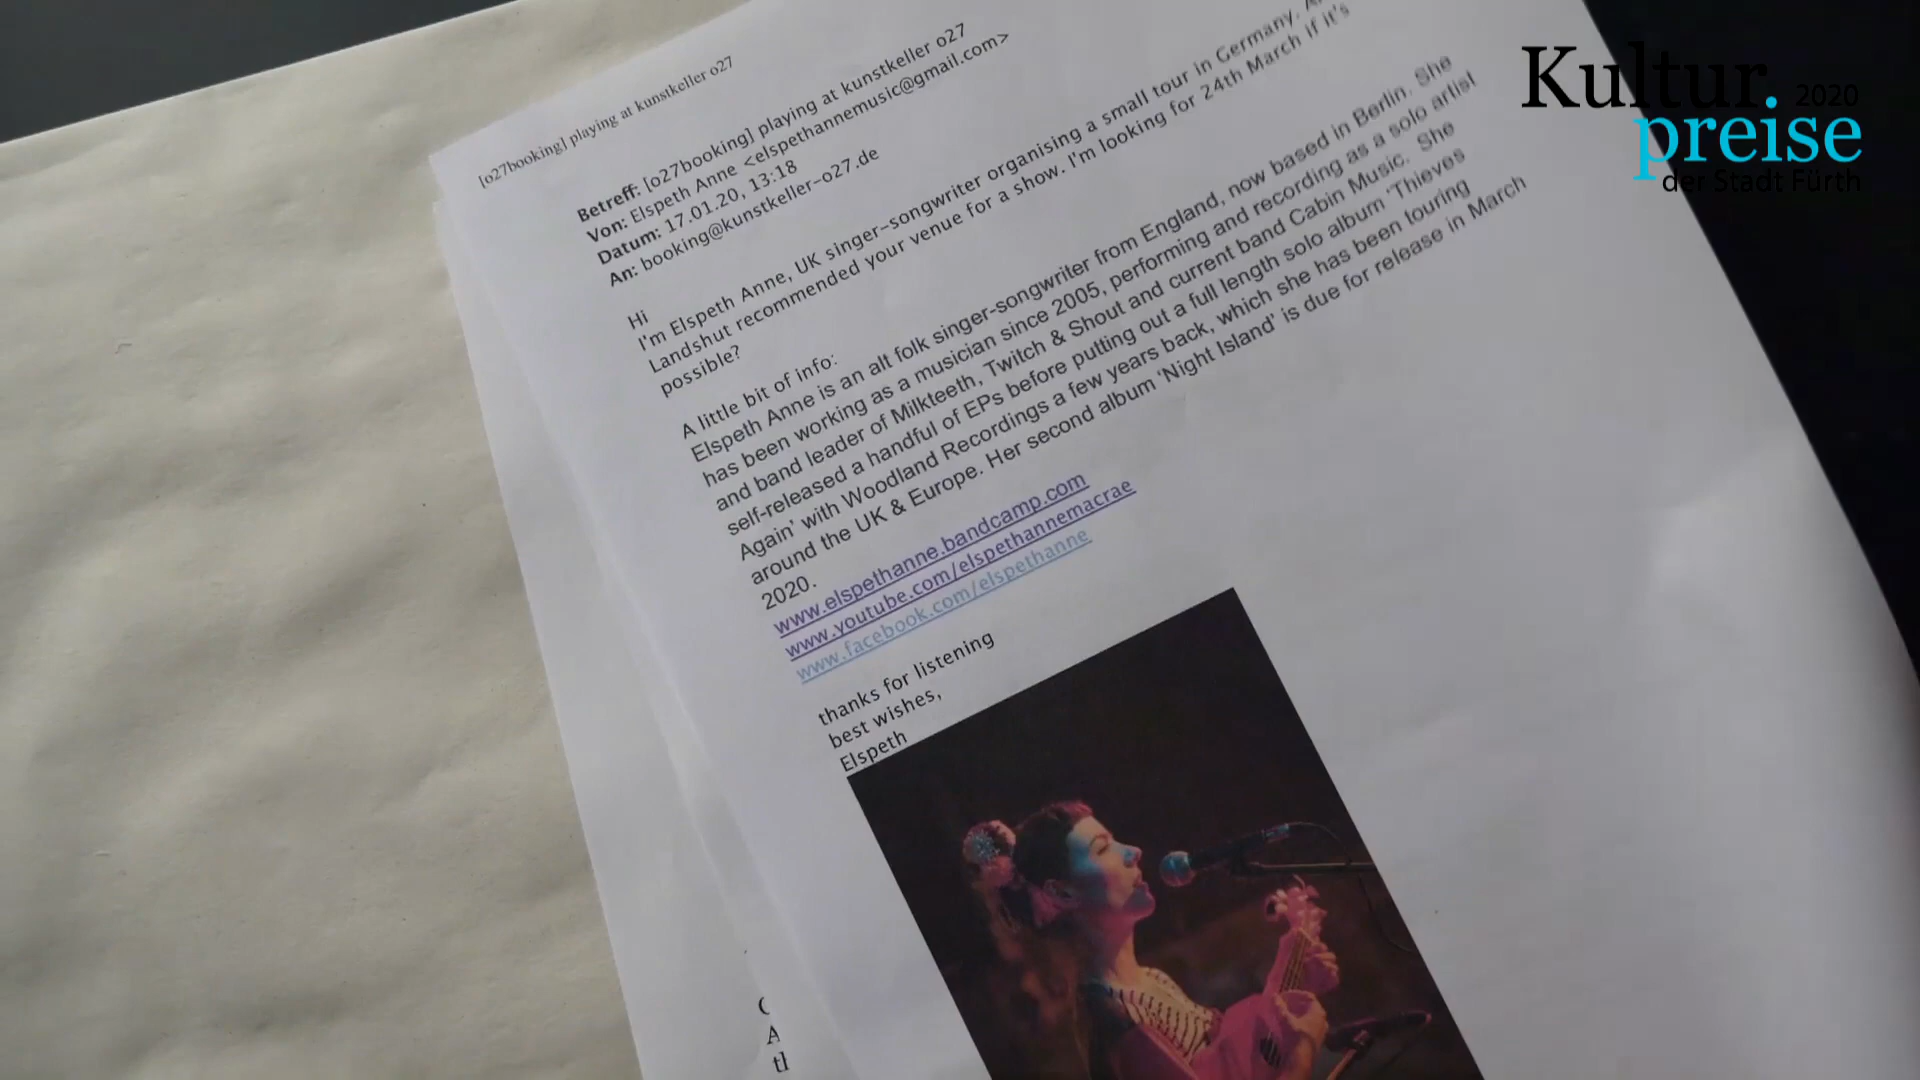 [o27booking] playing at kunstkeller o27
Betreff: [o27booking] playing at kunstkeller o27
Von: Elspeth Anne <elspethannemusic@gmail.com>
Datum: 17.01.20, 13:18
An: booking@kunstkeller-o27.de
Hi
I'm Elspeth Anne, UK singer-songwriter organising a small tour in Germany.
Landshut recommended your venue for a show. I'm looking for 24th March if it's
possible?
A little bit of info:
Elspeth Anne is an alt folk singer-songwriter from England, now based in Berlin. She
has been working as a musician since 2005, performing and recording as a solo artist
and band leader of Milkteeth, Twitch & Shout and current band Cabin Music. She
self-released a handful of EPs before putting out a full length solo album 'Thieves
Again' with Woodland Recordings a few years back, which she has been touring
around the UK & Europe. Her second album 'Night Island' is due for release in March
2020.
www.elspethanne.bandcamp.com
www.youtube.com/elspethannemacrae
www.facebook.com/elspethanne
thanks for listening
best wishes,
Elspeth
Kultur. 2020
preise
der Stadt Fürth